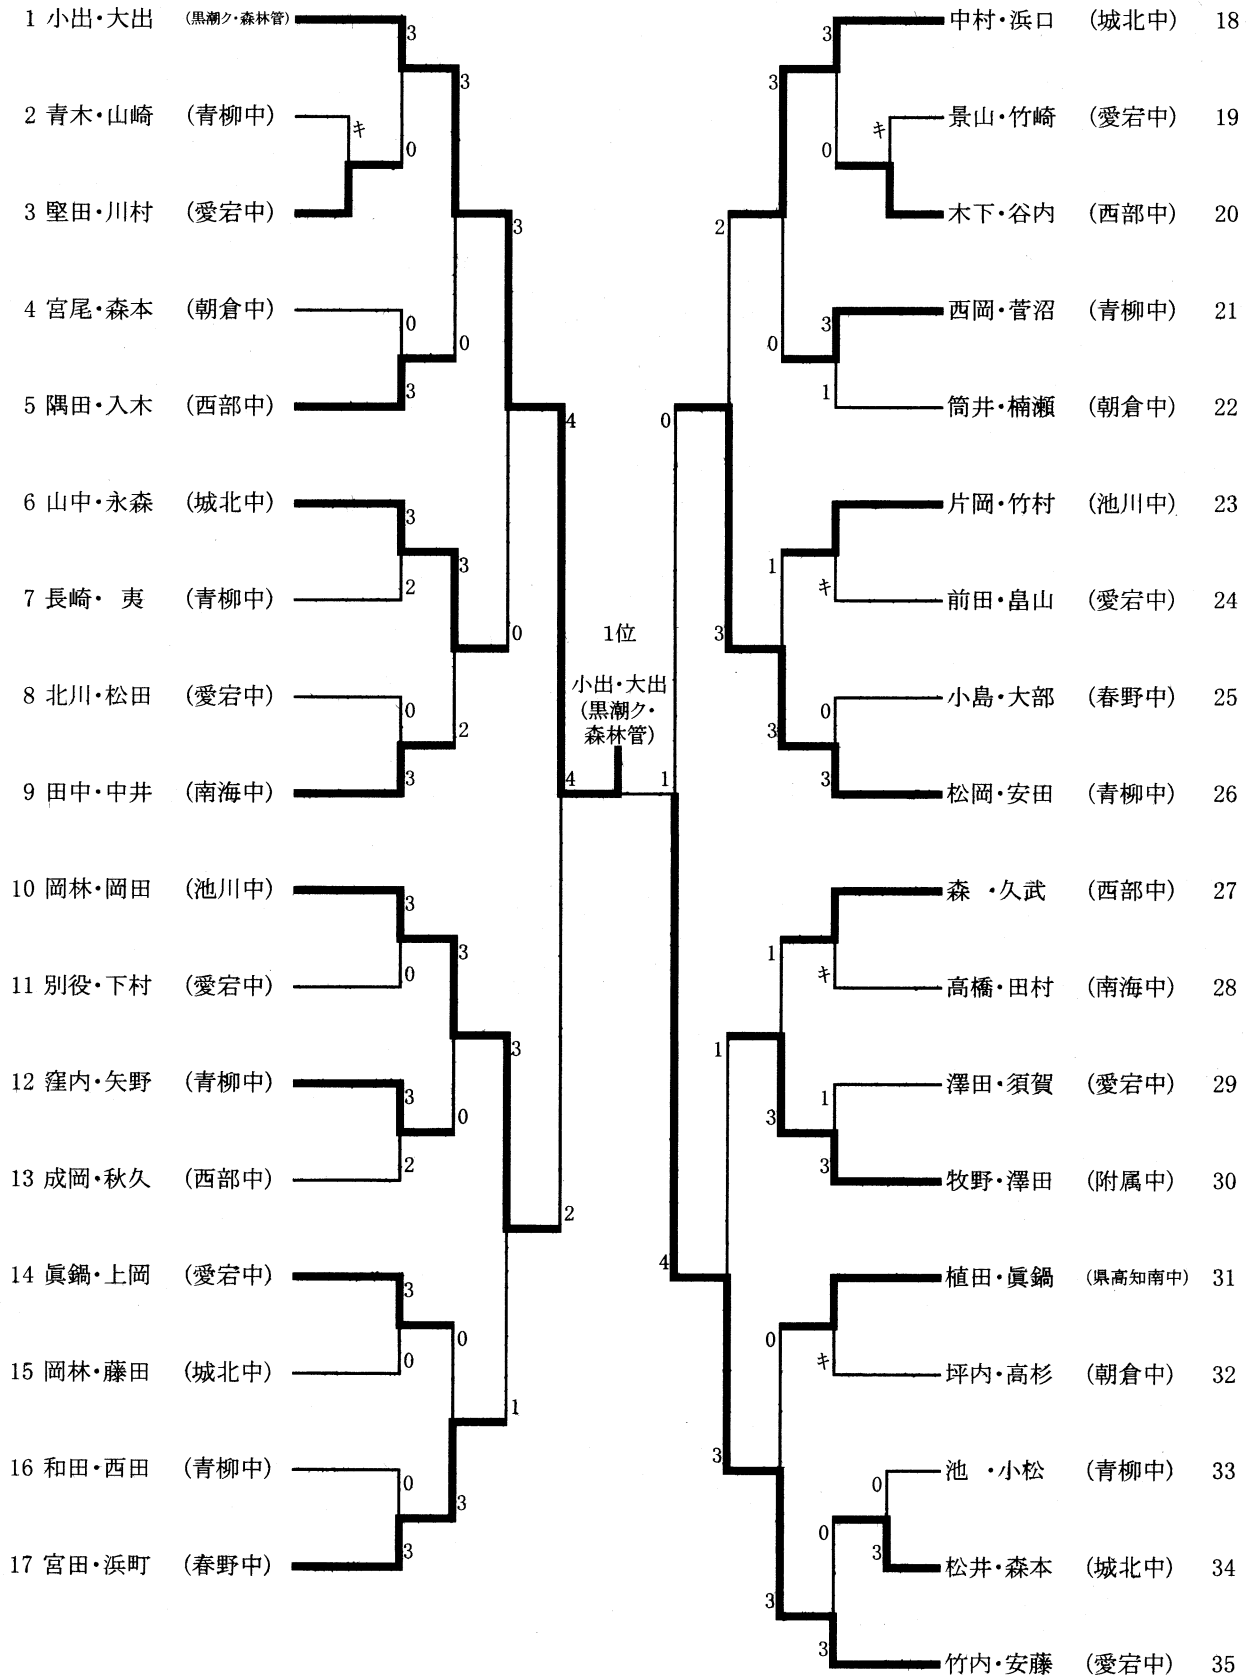 1 小出・大出 (黒潮ク・森林管)
3
3
2 青木・山崎 (青柳中)
キ
0
3 堅田・川村 (愛宕中)
3
4 宮尾・森本 (朝倉中)
0
0
5 隅田・入木 (西部中)
3
4
6 山中・永森 (城北中)
3
3
7 長崎・ 夷 (青柳中)
2
0
8 北川・松田 (愛宕中)
0
2
9 田中・中井 (南海中)
3
4
10 岡林・岡田 (池川中)
3
3
11 別役・下村 (愛宕中)
0
3
12 窪内・矢野 (青柳中)
3
0
13 成岡・秋久 (西部中)
2
2
14 眞鍋・上岡 (愛宕中)
3
0
15 岡林・藤田 (城北中)
0
1
16 和田・西田 (青柳中)
0
3
17 宮田・浜町 (春野中)
3
1位
小出・大出
(黒潮ク・
森林管)
中村・浜口 (城北中) 18
3
3
景山・竹崎 (愛宕中) 19
キ
0
木下・谷内 (西部中) 20
2
西岡・菅沼 (青柳中) 21
3
0
筒井・楠瀬 (朝倉中) 22
1
0
片岡・竹村 (池川中) 23
1
前田・畠山 (愛宕中) 24
キ
3
小島・大部 (春野中) 25
0
3
松岡・安田 (青柳中) 26
3
1
森 ・久武 (西部中) 27
1
高橋・田村 (南海中) 28
キ
1
澤田・須賀 (愛宕中) 29
1
3
牧野・澤田 (附属中) 30
3
4
植田・眞鍋 (県高知南中) 31
0
坪内・高杉 (朝倉中) 32
キ
3
池 ・小松 (青柳中) 33
0
0
松井・森本 (城北中) 34
3
3
竹内・安藤 (愛宕中) 35
3